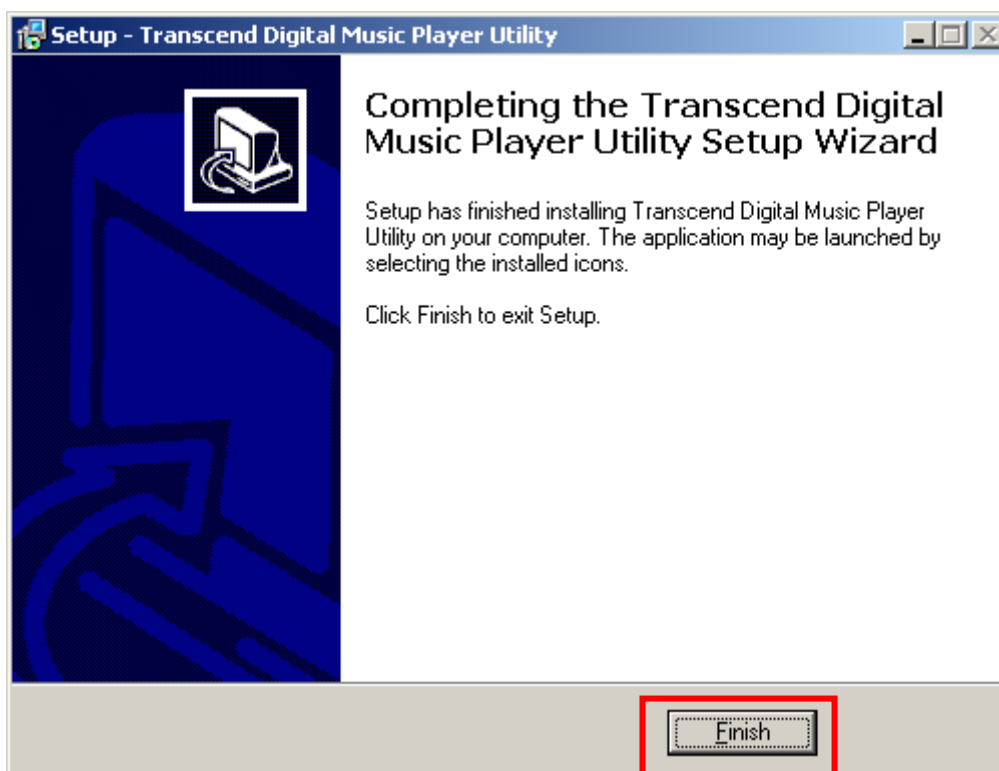 Setup - Transcend Digital Music Player Utility
Completing the Transcend Digital
Music Player Utility Setup Wizard
Setup has finished installing Transcend Digital Music Player
Utility on your computer. The application may be launched by
selecting the installed icons.
Click Finish to exit Setup.
Finish